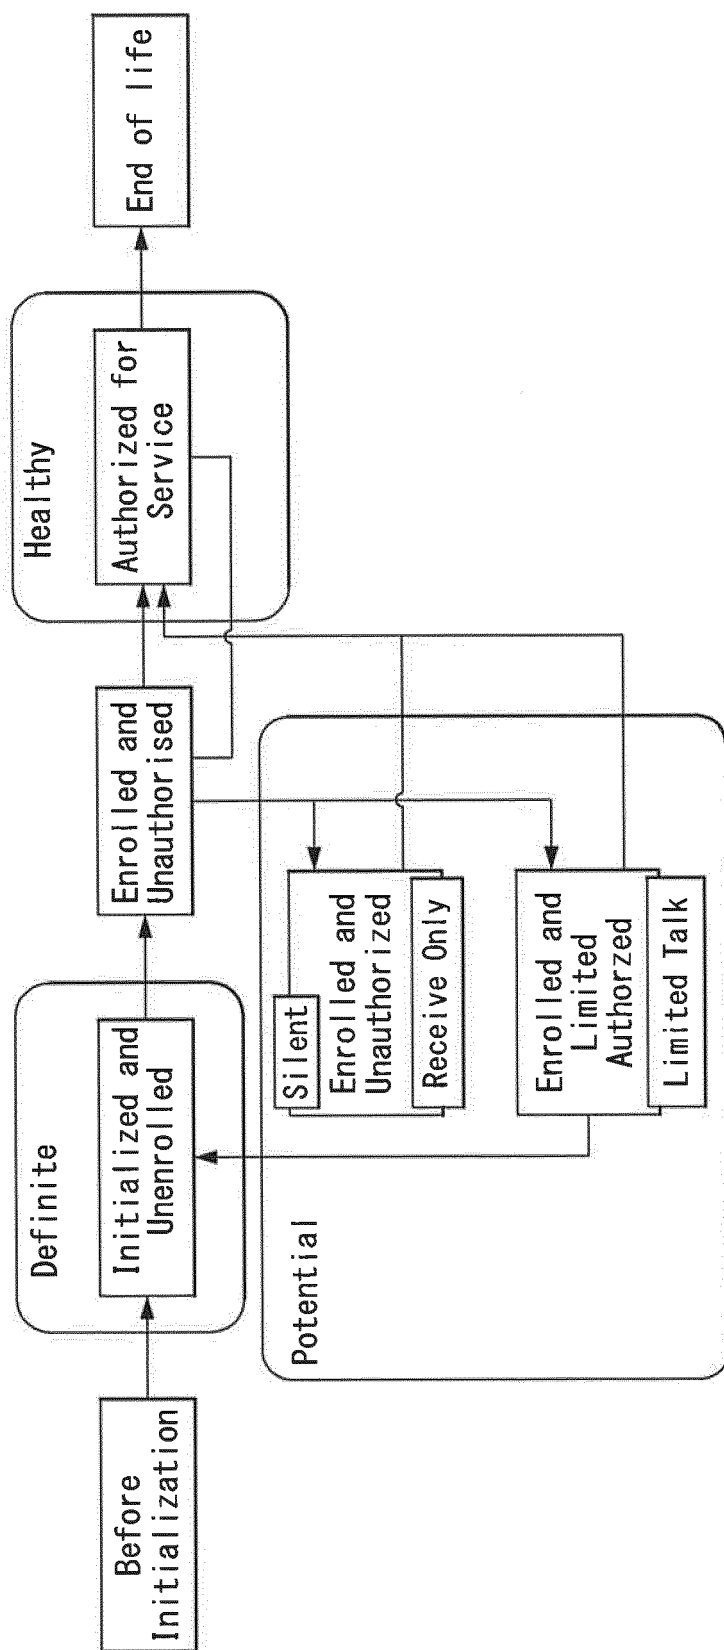 Before
Initialization
Definite
Initialized and
Unenrolled
Enrolled and
Unauthorised
Healthy
Authorized for
Service
End of life
Potential
Silent
Enrolled and
Unauthorized
Receive Only
Enrolled and
Limited
Authorzed
Limited Talk